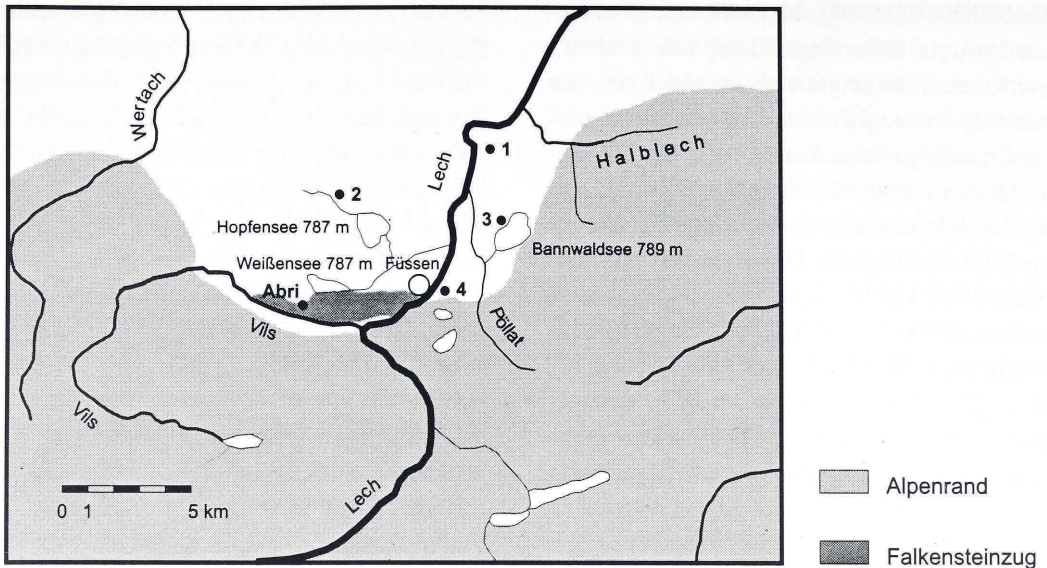 Wertach
Lech
1
Halblech
2
3
Hopfensee 787 m
Bannwaldsee 789 m
Weißensee 787 m
Füssen
Abri
4
Vils
Pöllat
Vils
Lech
0 1 5 km
Alpenrand
Falkensteinzug